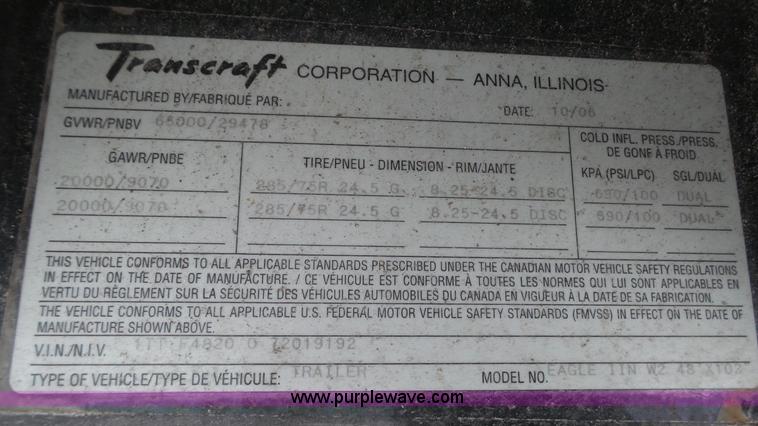 Transcraft CORPORATION — ANNA, ILLINOIS
MANUFACTURED BY/FABRIQUÉ PAR:
DATE: 10/06
GVWR/PNBV 65000/29478
COLD INFL. PRESS./PRESS. DE GONF. À FROID
GAWR/PNBE TIRE/PNEU - DIMENSION - RIM/JANTE KPA (PSI/LPC) SGL/DUAL
20000/9070 285/75R 24.5 G 8.25-24.5 DISC 690/100 DUAL
20000/9070 285/75R 24.5 G 8.25-24.5 DISC 690/100 DUAL
THIS VEHICLE CONFORMS TO ALL APPLICABLE STANDARDS PRESCRIBED UNDER THE CANADIAN MOTOR VEHICLE SAFETY REGULATIONS
IN EFFECT ON THE DATE OF MANUFACTURE. / CE VÉHICULE EST CONFORME À TOUTES LES NORMES QUI LUI SONT APPLICABLES EN
VERTU DU RÈGLEMENT SUR LA SÉCURITÉ DES VÉHICULES AUTOMOBILES DU CANADA EN VIGUEUR À LA DATE DE SA FABRICATION.
THE VEHICLE CONFORMS TO ALL APPLICABLE U.S. FEDERAL MOTOR VEHICLE SAFETY STANDARDS (FMVSS) IN EFFECT ON THE DATE OF
MANUFACTURE SHOWN ABOVE.
V.I.N./N.I.V. 72019192
TYPE OF VEHICLE/TYPE DE VÉHICULE: TRAILER MODEL NO. EAGLE IIN W2 48 X102
www.purplewave.com